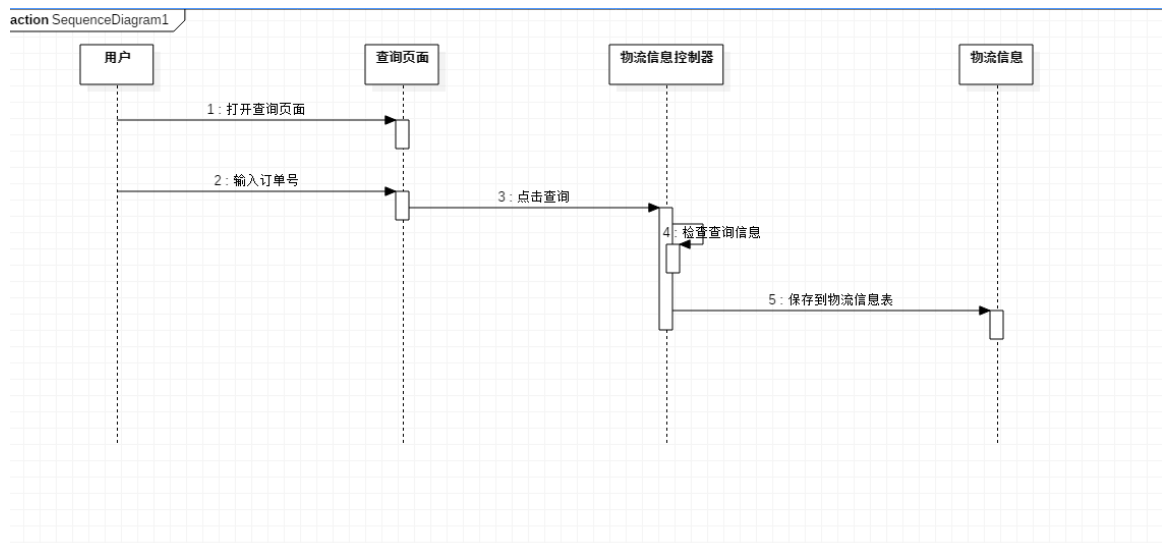 action SequenceDiagram1
用户
查询页面
物流信息控制器
物流信息
1 : 打开查询页面
2 : 输入订单号
3 : 点击查询
4 : 检查查询信息
5 : 保存到物流信息表